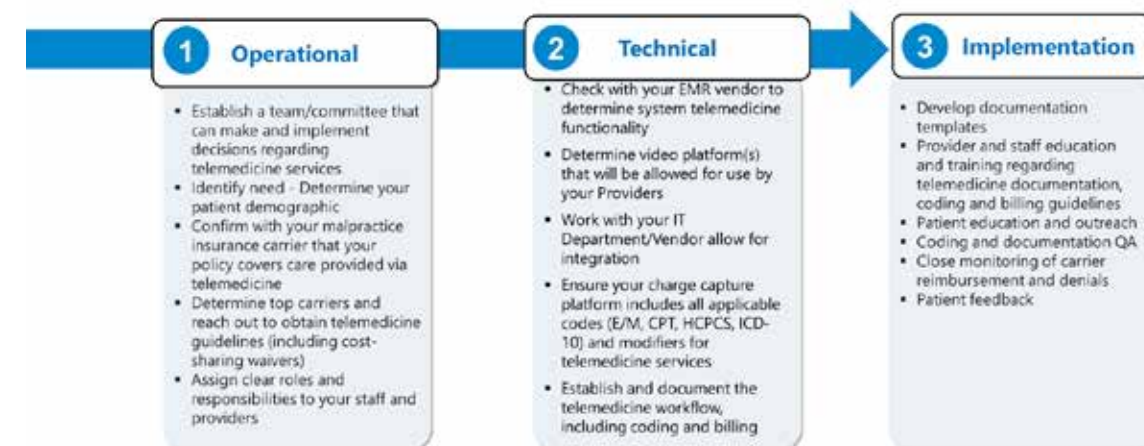 1 Operational
• Establish a team/committee that
can make and implement
decisions regarding
telemedicine services
• Identify need - Determine your
patient demographic
• Confirm with your malpractice
insurance carrier that your
policy covers care provided via
telemedicine
• Determine top carriers and
reach out to obtain telemedicine
guidelines (including cost-
sharing waivers)
• Assign clear roles and
responsibilities to your staff and
providers
2 Technical
• Check with your EMR vendor to
determine system telemedicine
functionality
• Determine video platform(s)
that will be allowed for use by
your Providers
• Work with your IT
Department/Vendor allow for
integration
• Ensure your charge capture
platform includes all applicable
codes (E/M, CPT, HCPCS, ICD-
10) and modifiers for
telemedicine services
• Establish and document the
telemedicine workflow,
including coding and billing
3 Implementation
• Develop documentation
templates
• Provider and staff education
and training regarding
telemedicine documentation,
coding and billing guidelines
• Patient education and outreach
• Coding and documentation QA
• Close monitoring of carrier
reimbursement and denials
• Patient feedback